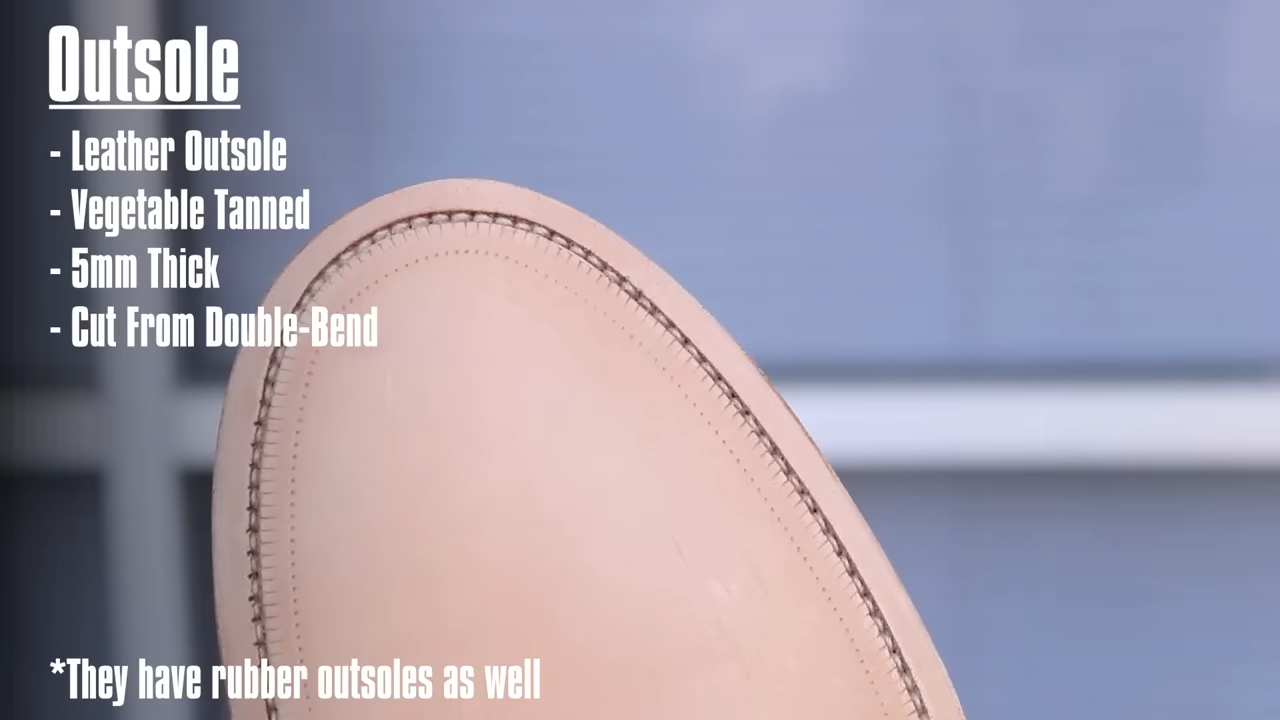 Outsole
- Leather Outsole
- Vegetable Tanned
- 5mm Thick
- Cut From Double-Bend
*They have rubber outsoles as well